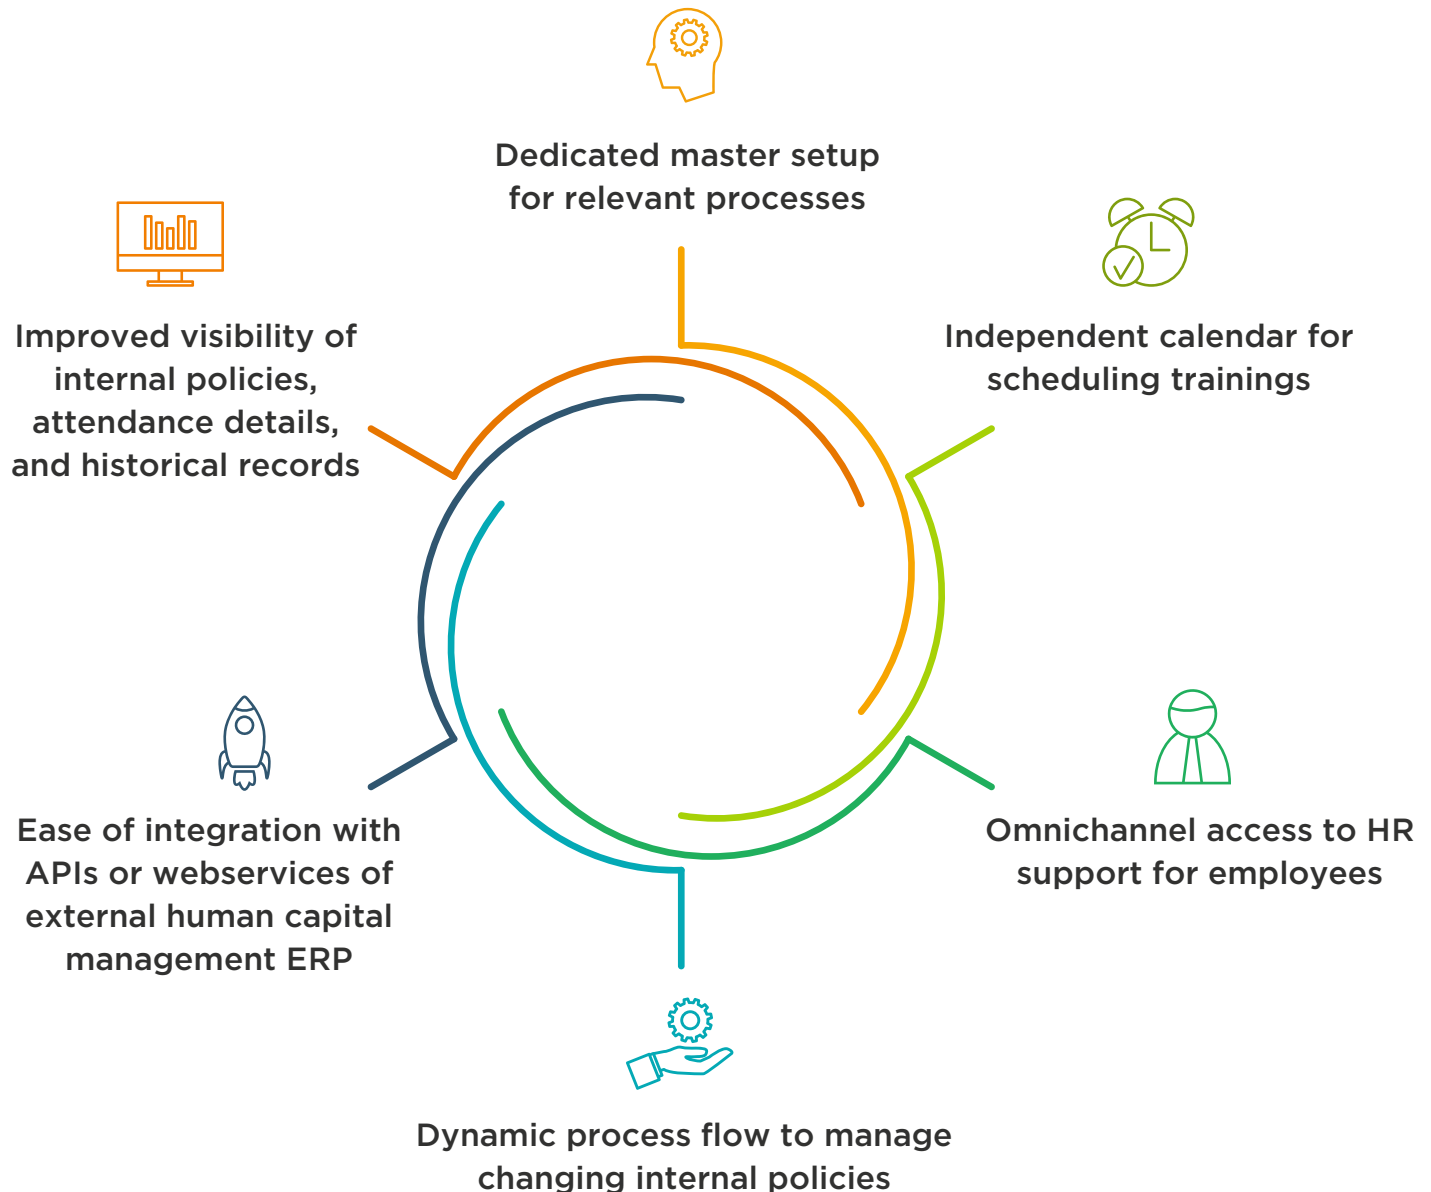 Dedicated master setup
for relevant processes
Independent calendar for
scheduling trainings
Omnichannel access to HR
support for employees
Dynamic process flow to manage
changing internal policies
Ease of integration with
APIs or webservices of
external human capital
management ERP
Improved visibility of
internal policies,
attendance details,
and historical records